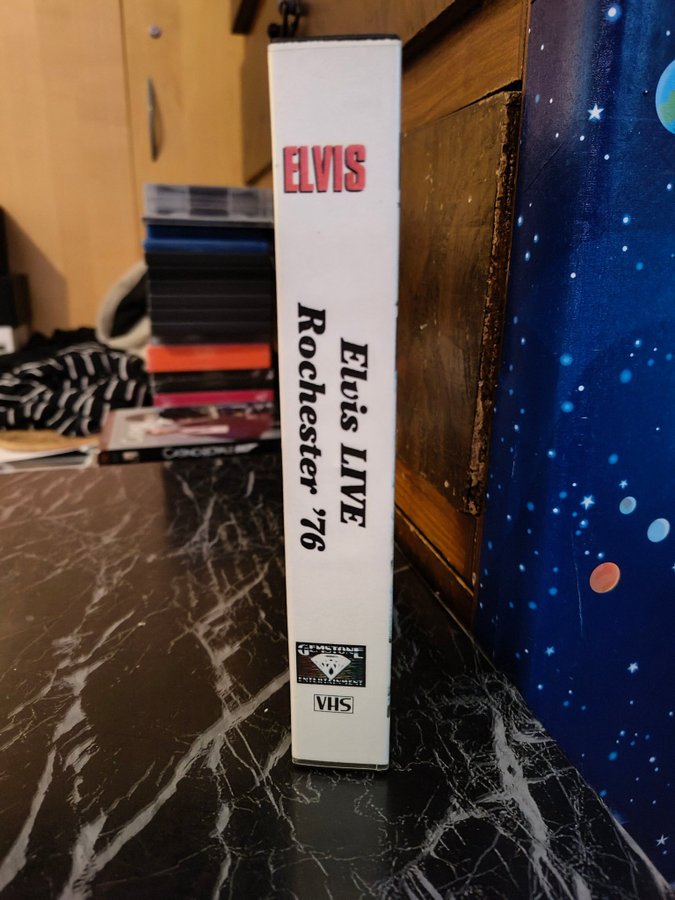 ELVIS
Elvis LIVE
Rochester '76
GEMSTONE
ENTERTAINMENT
VHS